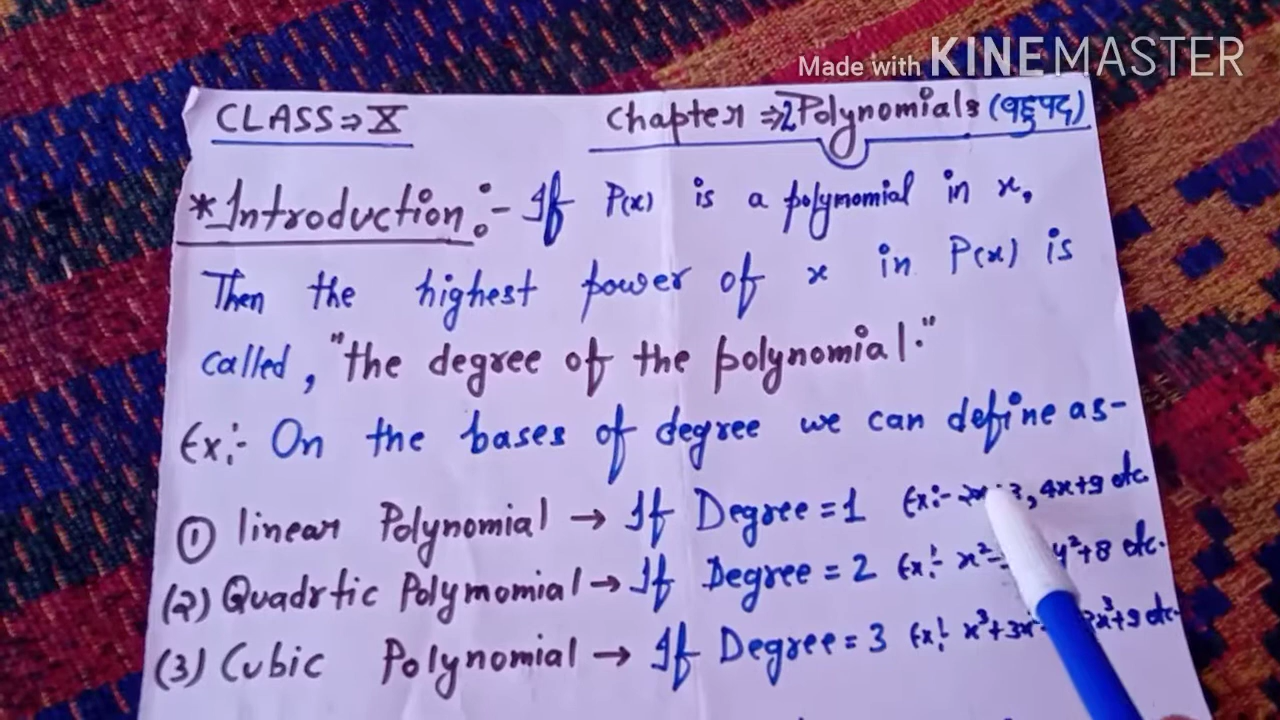 Made with KINEMASTER
CLASS⇒X Chapter ⇒2 Polynomials (बहुपद)
*Introduction:- If P(x) is a polynomial in x,
Then the highest power of x in P(x) is
called, "the degree of the polynomial."
Ex:- On the bases of degree we can define as-
① linear Polynomial → If Degree = 1 Ex:- 3, 4x+9 etc.
(2) Quadrtic Polymomial → If Degree = 2 Ex:- x²- y²+8 etc.
(3) Cubic Polynomial → If Degree = 3 Ex:- x³+3x 3x³+9 etc.